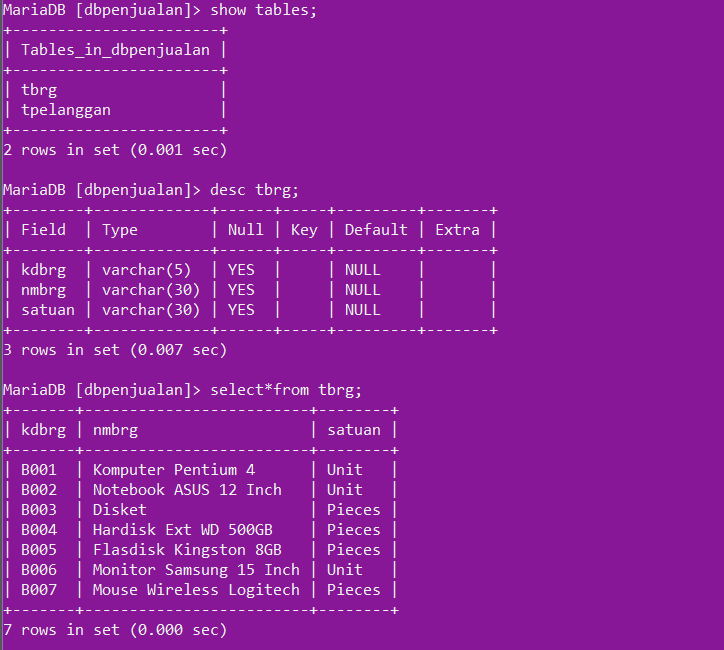 MariaDB [dbpenjualan]> show tables;
+-----------------------+
| Tables_in_dbpenjualan |
+-----------------------+
| tbrg                  |
| tpelanggan            |
+-----------------------+
2 rows in set (0.001 sec)

MariaDB [dbpenjualan]> desc tbrg;
+--------+-------------+------+-----+---------+-------+
| Field  | Type        | Null | Key | Default | Extra |
+--------+-------------+------+-----+---------+-------+
| kdbrg  | varchar(5)  | YES  |     | NULL    |       |
| nmbrg  | varchar(30) | YES  |     | NULL    |       |
| satuan | varchar(30) | YES  |     | NULL    |       |
+--------+-------------+------+-----+---------+-------+
3 rows in set (0.007 sec)

MariaDB [dbpenjualan]> select*from tbrg;
+-------+-------------------------+--------+
| kdbrg | nmbrg                   | satuan |
+-------+-------------------------+--------+
| B001  | Komputer Pentium 4      | Unit   |
| B002  | Notebook ASUS 12 Inch   | Unit   |
| B003  | Disket                  | Pieces |
| B004  | Hardisk Ext WD 500GB    | Pieces |
| B005  | Flasdisk Kingston 8GB   | Pieces |
| B006  | Monitor Samsung 15 Inch | Unit   |
| B007  | Mouse Wireless Logitech | Pieces |
+-------+-------------------------+--------+
7 rows in set (0.000 sec)